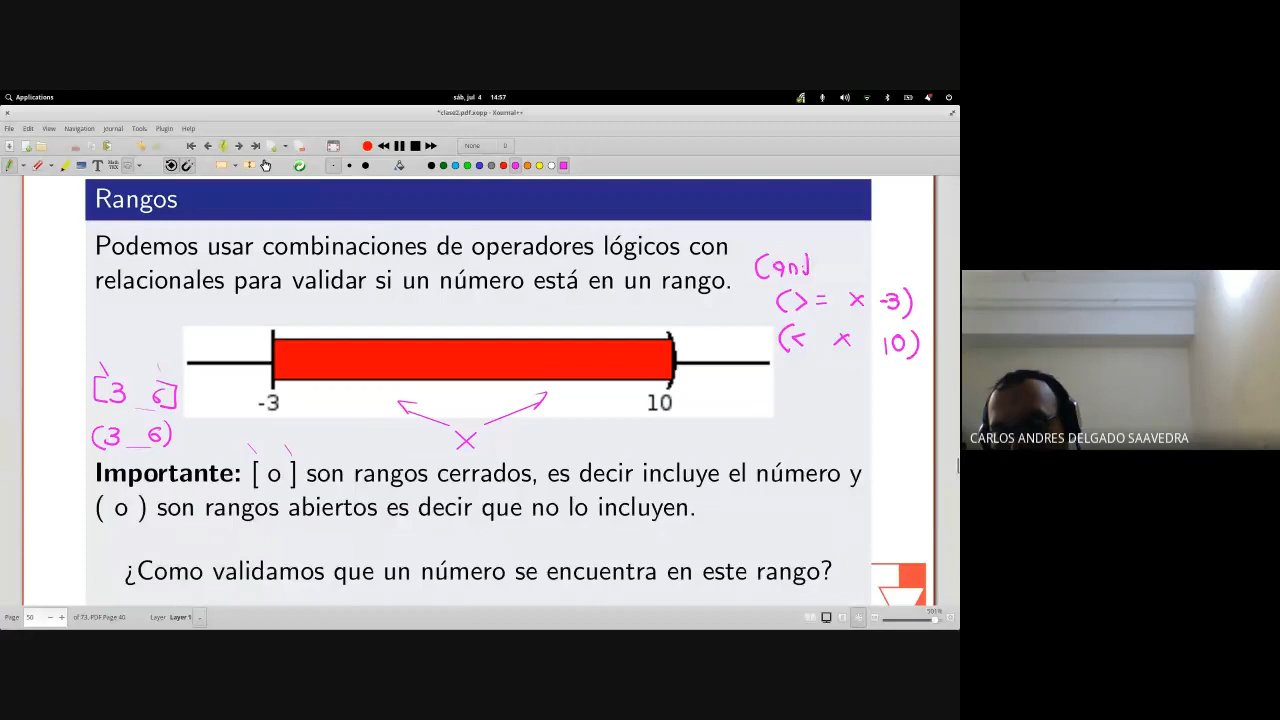 Applications
sáb, jul 4 14:57
*clase2.pdf.xopp - Xournal++
File Edit View Navigation Journal Tools Plugin Help
None 0
Rangos
Podemos usar combinaciones de operadores lógicos con
relacionales para validar si un número está en un rango.
(and
(>= x -3)
(< x 10)
[3 _ 6]
(3 _ 6)
-3 10
x
Importante: [ o ] son rangos cerrados, es decir incluye el número y
( o ) son rangos abiertos es decir que no lo incluyen.
¿Como validamos que un número se encuentra en este rango?
CARLOS ANDRES DELGADO SAAVEDRA
Page 50 of 73, PDF Page 40 Layer Layer 1
501%